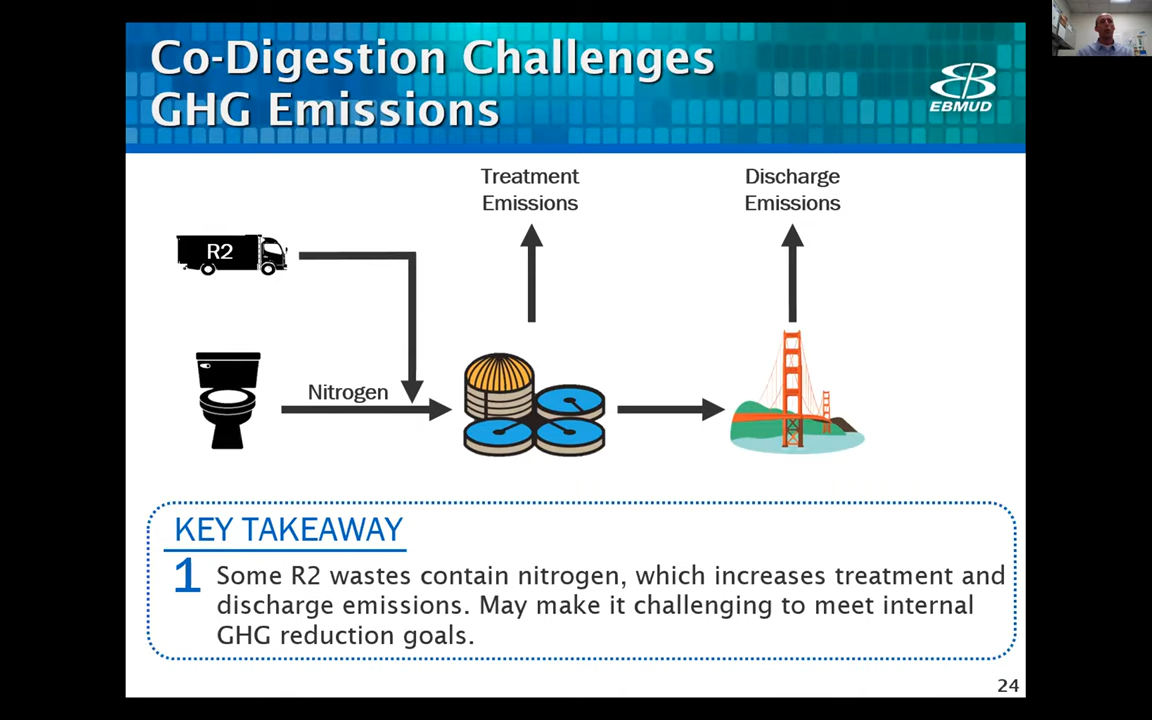 Co-Digestion Challenges
GHG Emissions
EBMUD
Treatment
Emissions
Discharge
Emissions
R2
Nitrogen
KEY TAKEAWAY
1 Some R2 wastes contain nitrogen, which increases treatment and
discharge emissions. May make it challenging to meet internal
GHG reduction goals.
24